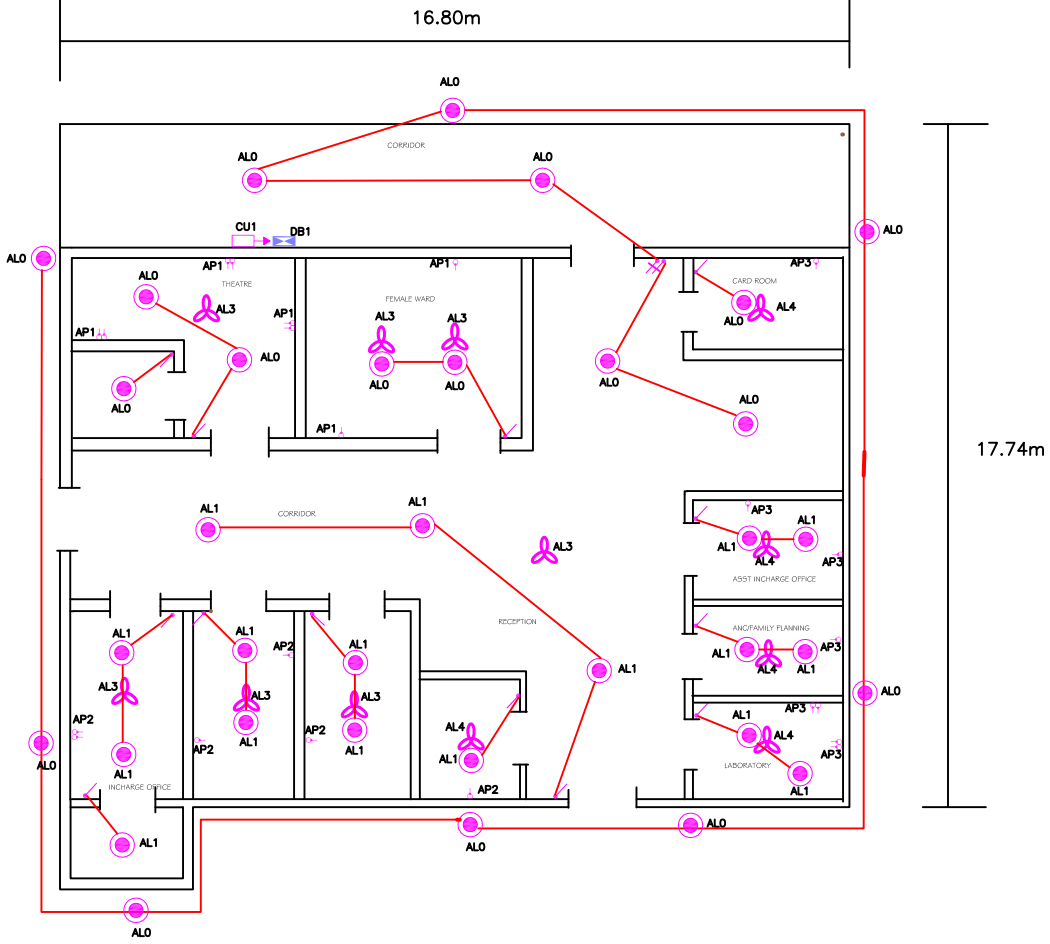 16.80m
AL0
CORRIDOR
AL0
AL0
CU1
DB1
AL0
AL0
AP1
AP1
AP3
AL0
THEATRE
CARD ROOM
FEMALE WARD
AL3
AL3
AL3
AL4
AL0
AP1
AP1
AL0
AL0
AL0
AL0
AL0
AL0
AP1
17.74m
AL1
AL1
CORRIDOR
AP3
AL1
AL1
AL3
AL4
AP3
ASST INCHARGE OFFICE
RECEPTION
ANC/FAMILY PLANNING
AL1
AL1
AL1
AP2
AL1
AP3
AL4
AL1
AL1
AL3
AL3
AL3
AL0
AP3
AP2
AL4
AL1
AL4
AP2
AP2
AL1
AL1
AL1
AP3
AL0
AL1
LABORATORY
INCHARGE OFFICE
AP2
AL1
AL0
AL0
AL1
AL0